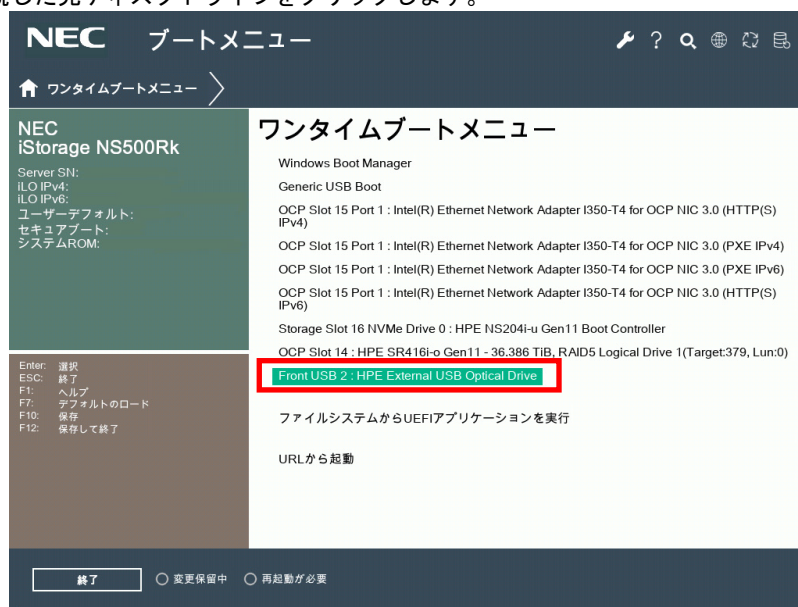 した光ディスクドライブをクリックします。
NEC ブートメニュー
ワンタイムブートメニュー
NEC
iStorage NS500Rk
Server SN:
iLO IPv4:
iLO IPv6:
ユーザーデフォルト:
セキュアブート:
システムROM:
Enter: 選択
ESC: 終了
F1: ヘルプ
F7: デフォルトのロード
F10: 保存
F12: 保存して終了
ワンタイムブートメニュー
Windows Boot Manager
Generic USB Boot
OCP Slot 15 Port 1 : Intel(R) Ethernet Network Adapter I350-T4 for OCP NIC 3.0 (HTTP(S)
IPv4)
OCP Slot 15 Port 1 : Intel(R) Ethernet Network Adapter I350-T4 for OCP NIC 3.0 (PXE IPv4)
OCP Slot 15 Port 1 : Intel(R) Ethernet Network Adapter I350-T4 for OCP NIC 3.0 (PXE IPv6)
OCP Slot 15 Port 1 : Intel(R) Ethernet Network Adapter I350-T4 for OCP NIC 3.0 (HTTP(S)
IPv6)
Storage Slot 16 NVMe Drive 0 : HPE NS204i-u Gen11 Boot Controller
OCP Slot 14 : HPE SR416i-o Gen11 - 36.386 TiB, RAID5 Logical Drive 1(Target:379, Lun:0)
Front USB 2 : HPE External USB Optical Drive
ファイルシステムからUEFIアプリケーションを実行
URLから起動
終了
変更保留中
再起動が必要